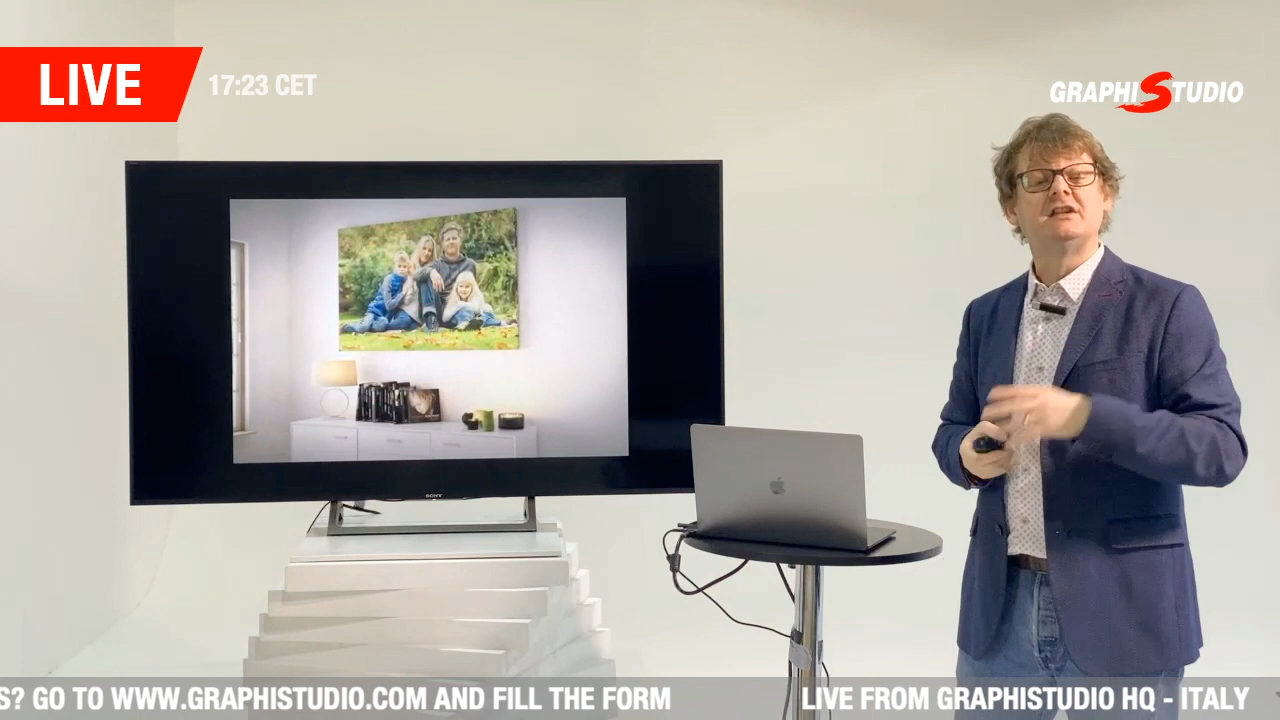 LIVE
17:23 CET
GRAPHISTUDIO
SONY
S? GO TO WWW.GRAPHISTUDIO.COM AND FILL THE FORM
LIVE FROM GRAPHISTUDIO HQ - ITALY